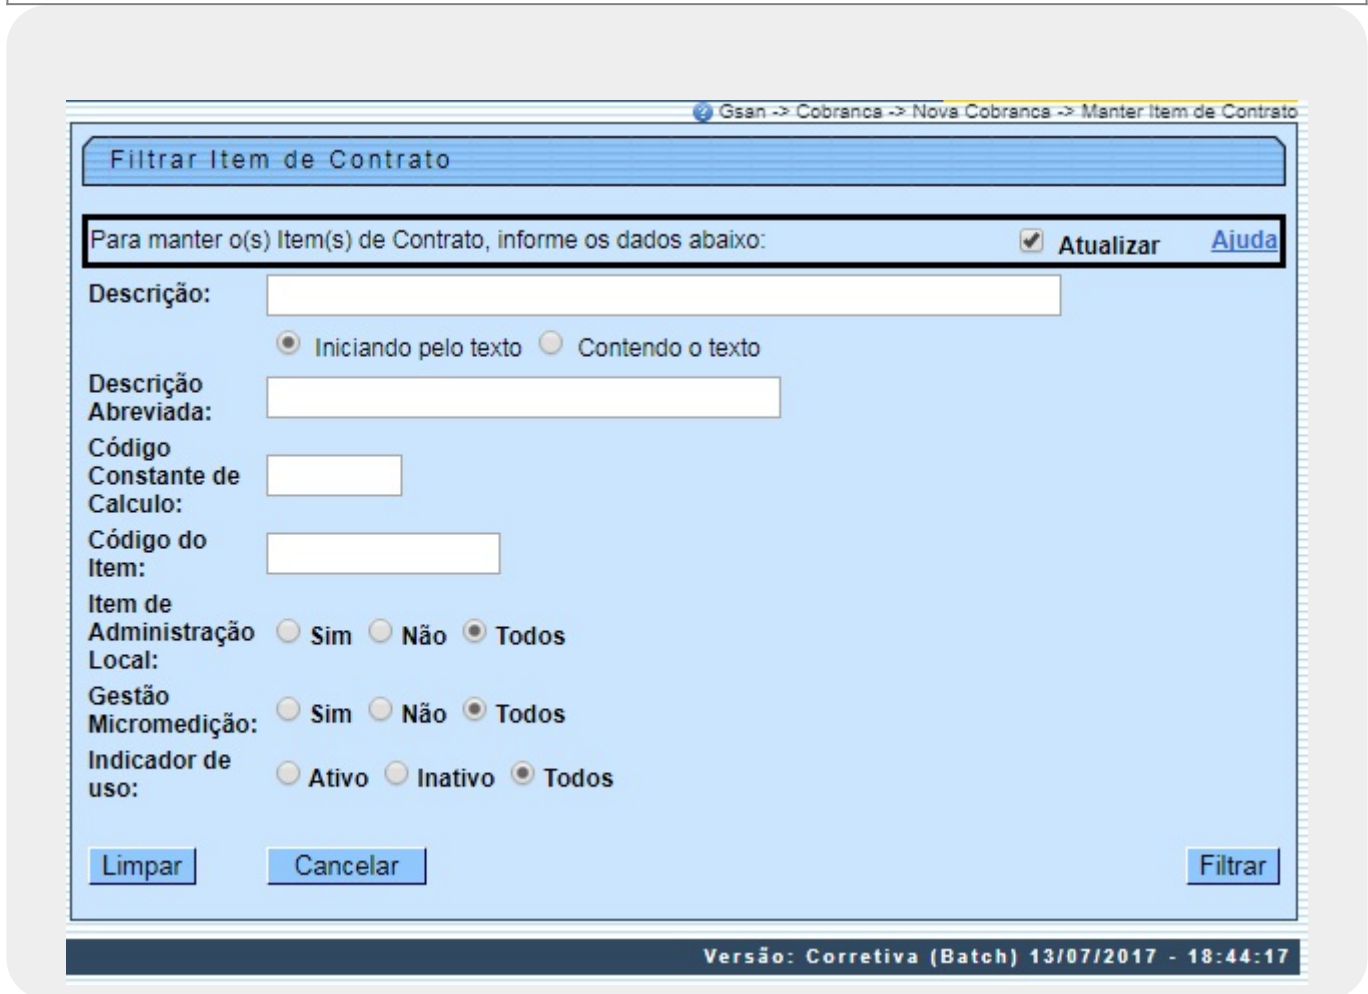 Gsan -> Cobranca -> Nova Cobranca -> Manter Item de Contrato
Filtrar Item de Contrato
Para manter o(s) Item(s) de Contrato, informe os dados abaixo: Atualizar Ajuda
Descrição:
Iniciando pelo texto Contendo o texto
Descrição
Abreviada:
Código
Constante de
Calculo:
Código do
Item:
Item de
Administração
Local:
Sim Não Todos
Gestão
Micromedição:
Sim Não Todos
Indicador de
uso:
Ativo Inativo Todos
Limpar Cancelar Filtrar
Versão: Corretiva (Batch) 13/07/2017 - 18:44:17